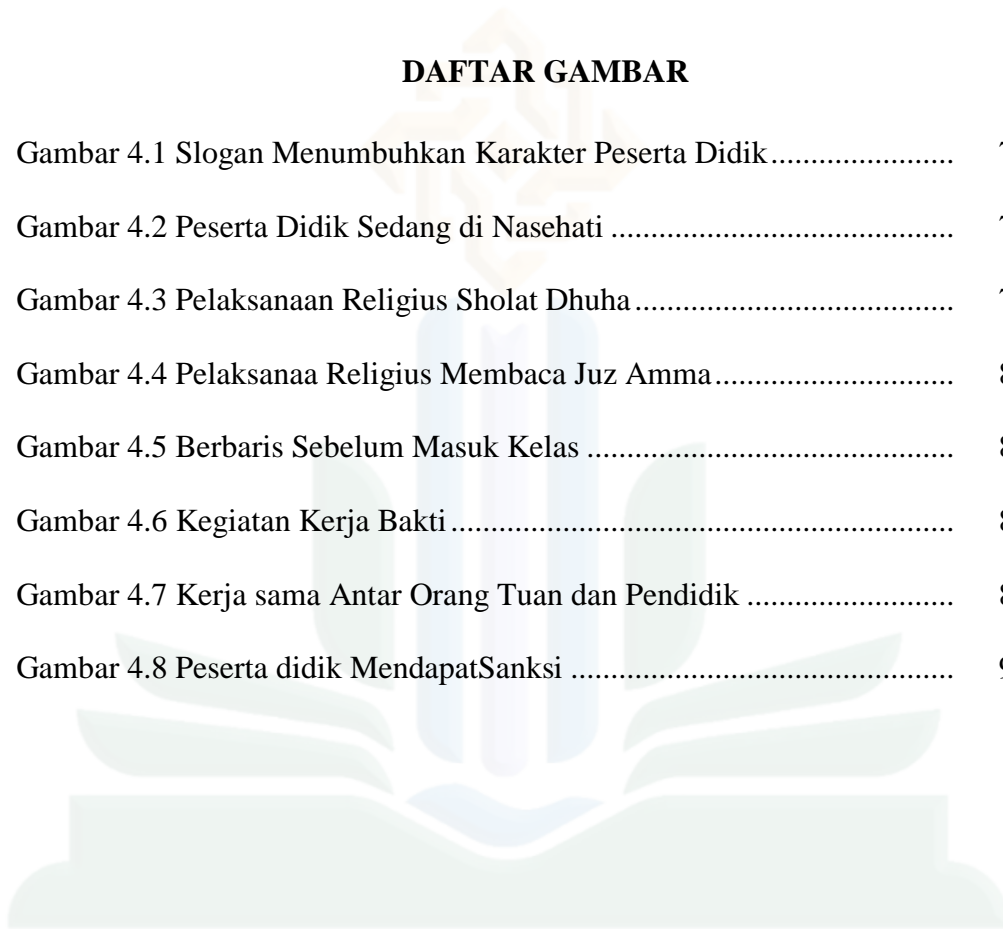 DAFTAR GAMBAR
Gambar 4.1 Slogan Menumbuhkan Karakter Peserta Didik.......................
Gambar 4.2 Peserta Didik Sedang di Nasehati ...........................................
Gambar 4.3 Pelaksanaan Religius Sholat Dhuha........................................
Gambar 4.4 Pelaksanaa Religius Membaca Juz Amma..............................
Gambar 4.5 Berbaris Sebelum Masuk Kelas ..............................................
Gambar 4.6 Kegiatan Kerja Bakti...............................................................
Gambar 4.7 Kerja sama Antar Orang Tuan dan Pendidik ..........................
Gambar 4.8 Peserta didik MendapatSanksi ................................................